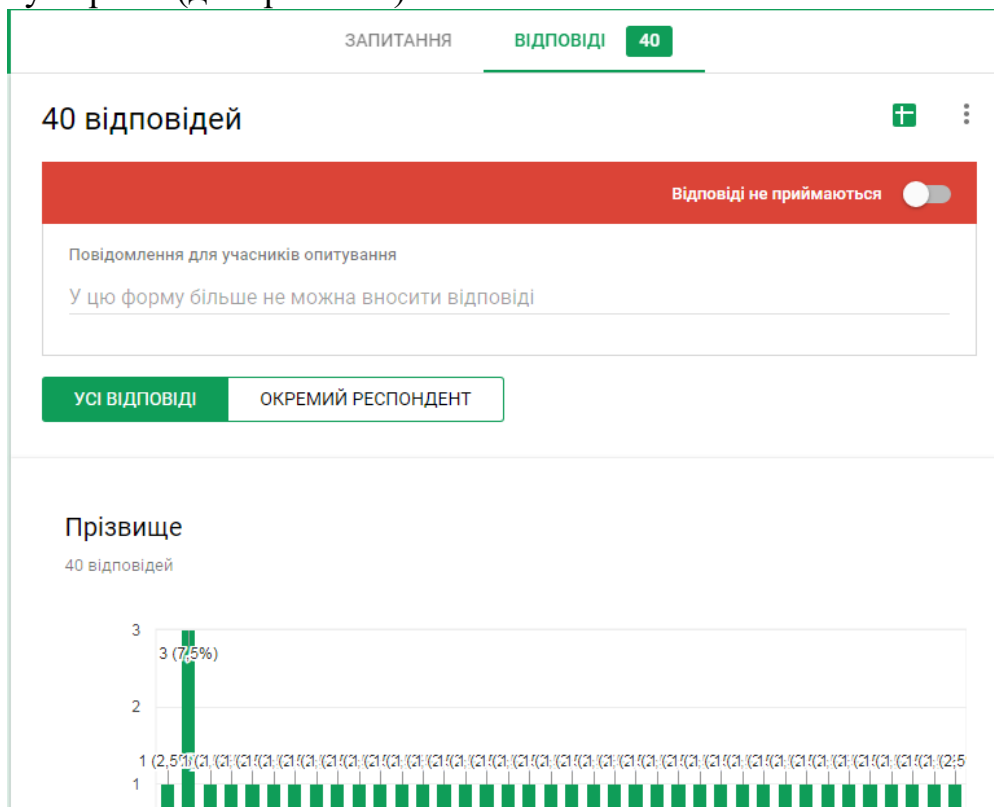 ЗАПИТАННЯ ВІДПОВІДІ 40
40 відповідей
Відповіді не приймаються
Повідомлення для учасників опитування
У цю форму більше не можна вносити відповіді
УСІ ВІДПОВІДІ ОКРЕМИЙ РЕСПОНДЕНТ
Прізвище
40 відповідей
3
3 (7,5%)
2
1